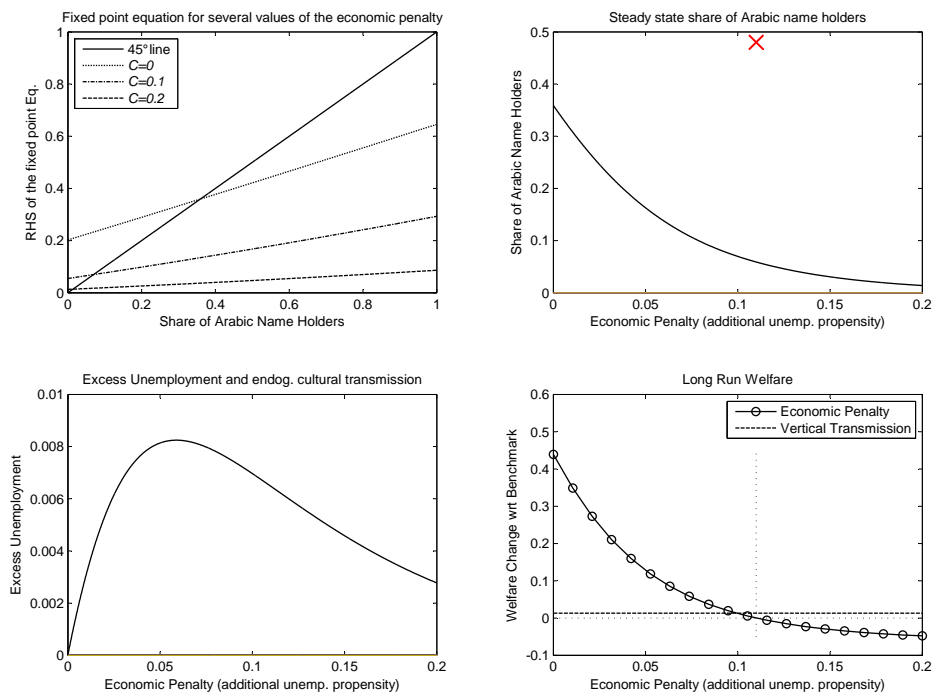 Fixed point equation for several values of the economic penalty
1
0.8
0.6
0.4
0.2
0
RHS of the fixed point Eq.
45° line
C=0
C=0.1
C=0.2
0 0.2 0.4 0.6 0.8 1
Share of Arabic Name Holders
Steady state share of Arabic name holders
0.5
0.4
0.3
0.2
0.1
0
Share of Arabic Name Holders
0 0.05 0.1 0.15 0.2
Economic Penalty (additional unemp. propensity)
Excess Unemployment and endog. cultural transmission
0.01
0.008
0.006
0.004
0.002
0
Excess Unemployment
0 0.05 0.1 0.15 0.2
Economic Penalty (additional unemp. propensity)
Long Run Welfare
0.6
0.5
0.4
0.3
0.2
0.1
0
-0.1
Welfare Change wrt Benchmark
Economic Penalty
Vertical Transmission
0 0.05 0.1 0.15 0.2
Economic Penalty (additional unemp. propensity)